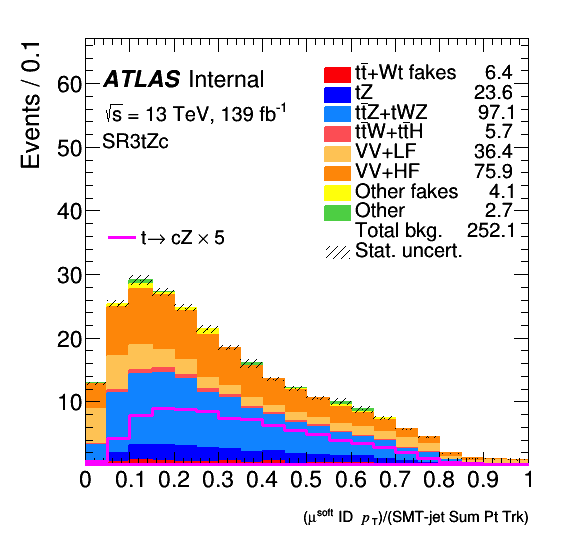 Events / 0.1
ATLAS Internal
√s = 13 TeV, 139 fb⁻¹
SR3tZc
t→ cZ × 5
tt̄+Wt fakes 6.4
tZ 23.6
tt̄Z+tWZ 97.1
tt̄W+tt̄H 5.7
VV+LF 36.4
VV+HF 75.9
Other fakes 4.1
Other 2.7
Total bkg. 252.1
Stat. uncert.
60
50
40
30
20
10
0 0.1 0.2 0.3 0.4 0.5 0.6 0.7 0.8 0.9 1
(μ^soft ID p_T)/(SMT-jet Sum Pt Trk)